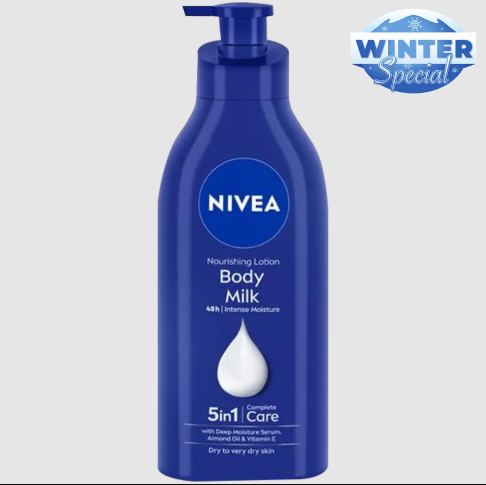 WINTER
Special
NIVEA
Nourishing Lotion
Body
Milk
48h | Intense Moisture
5in1 | Complete Care
with Deep Moisture Serum,
Almond Oil & Vitamin E
Dry to very dry skin